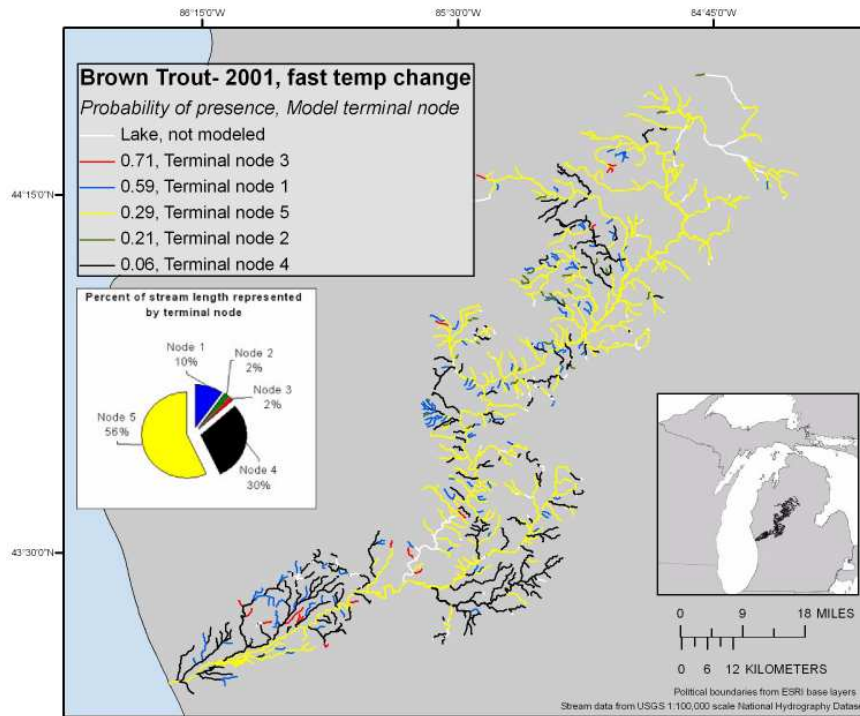 86°15'0"W
85°30'0"W
84°45'0"W
Brown Trout- 2001, fast temp change
Probability of presence, Model terminal node
Lake, not modeled
0.71, Terminal node 3
0.59, Terminal node 1
0.29, Terminal node 5
0.21, Terminal node 2
0.06, Terminal node 4
44°15'0"N
Percent of stream length represented
by terminal node
Node 1
10%
Node 2
2%
Node 3
2%
Node 5
56%
Node 4
30%
43°30'0"N
0 9 18 MILES
0 6 12 KILOMETERS
Political boundaries from ESRI base layers
Stream data from USGS 1:100,000 scale National Hydrography Datase